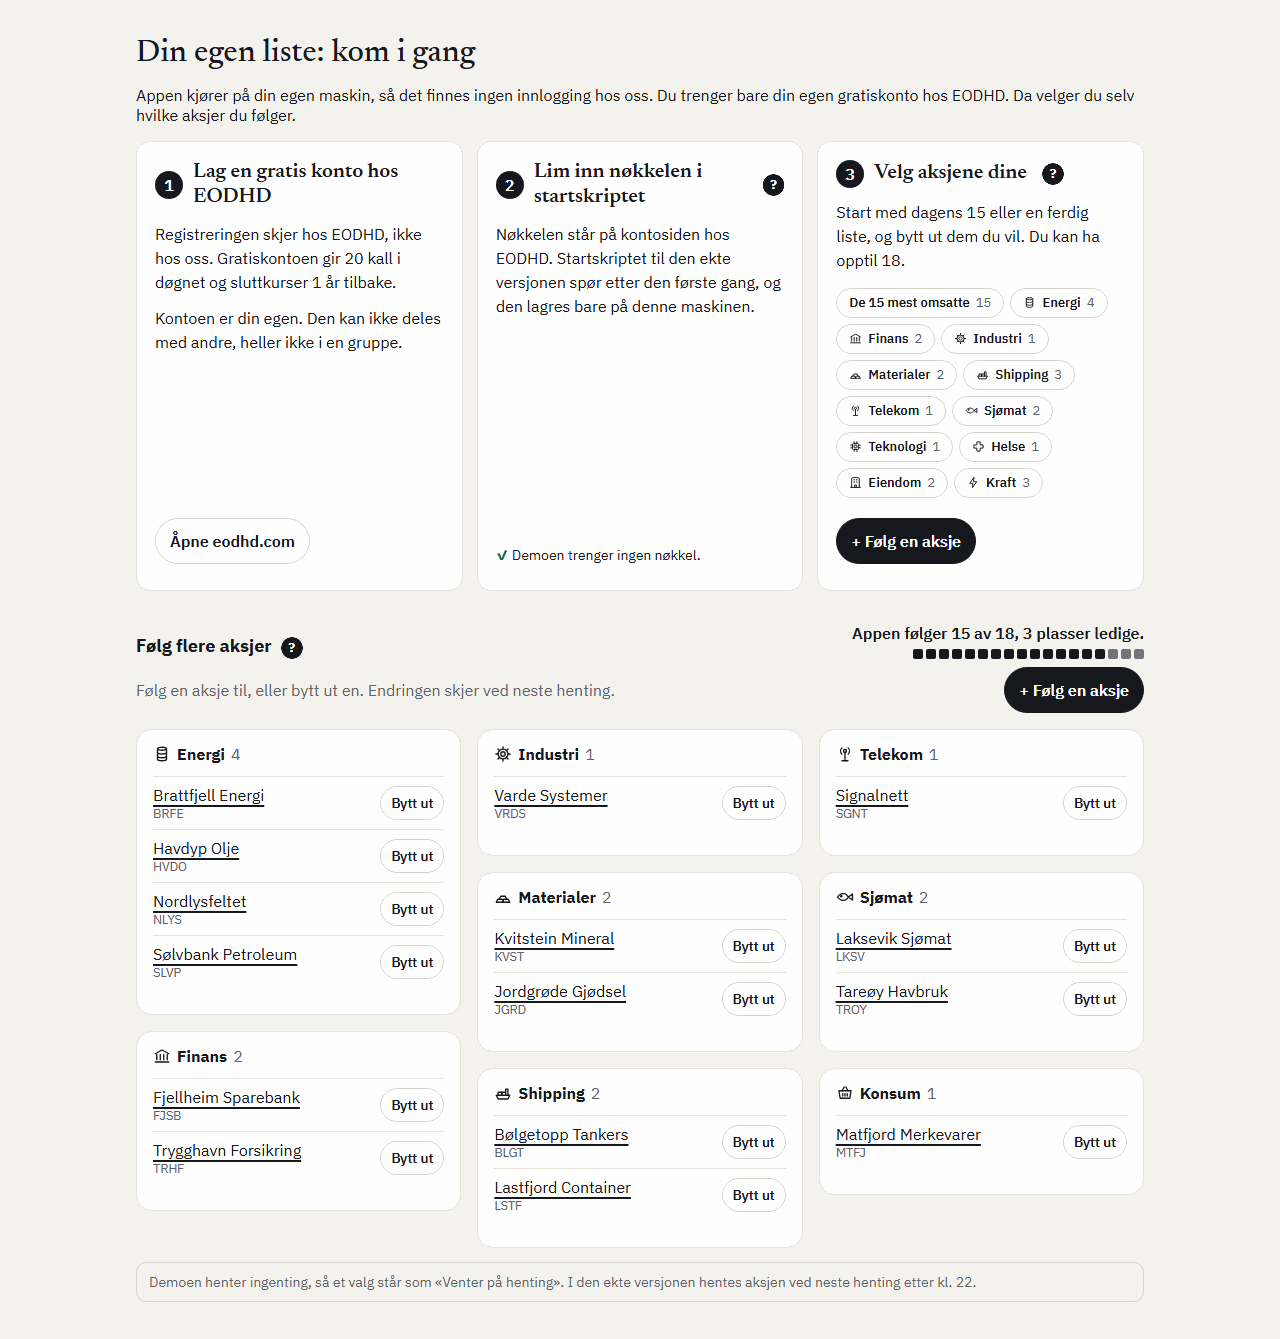 Din egen liste: kom i gang
Appen kjører på din egen maskin, så det finnes ingen innlogging hos oss. Du trenger bare din egen gratiskonto hos EODHD. Da velger du selv
hvilke aksjer du følger.
1 Lag en gratis konto hos
EODHD
Registreringen skjer hos EODHD, ikke
hos oss. Gratiskontoen gir 20 kall i
døgnet og sluttkurser 1 år tilbake.
Kontoen er din egen. Den kan ikke deles
med andre, heller ikke i en gruppe.
Åpne eodhd.com
2 Lim inn nøkkelen i
startskriptet ?
Nøkkelen står på kontosiden hos
EODHD. Startskriptet til den ekte
versjonen spør etter den første gang, og
den lagres bare på denne maskinen.
✓ Demoen trenger ingen nøkkel.
3 Velg aksjene dine ?
Start med dagens 15 eller en ferdig
liste, og bytt ut dem du vil. Du kan ha
opptil 18.
De 15 mest omsatte 15 Energi 4
Finans 2 Industri 1
Materialer 2 Shipping 3
Telekom 1 Sjømat 2
Teknologi 1 Helse 1
Eiendom 2 Kraft 3
+ Følg en aksje
Følg flere aksjer ?
Appen følger 15 av 18, 3 plasser ledige.
Følg en aksje til, eller bytt ut en. Endringen skjer ved neste henting.
+ Følg en aksje
Energi 4
Brattfjell Energi Bytt ut
BRFE
Havdyp Olje Bytt ut
HVDO
Nordlysfeltet Bytt ut
NLYS
Sølvbank Petroleum Bytt ut
SLVP
Finans 2
Fjellheim Sparebank Bytt ut
FJSB
Trygghavn Forsikring Bytt ut
TRHF
Industri 1
Varde Systemer Bytt ut
VRDS
Materialer 2
Kvitstein Mineral Bytt ut
KVST
Jordgrøde Gjødsel Bytt ut
JGRD
Shipping 2
Bølgetopp Tankers Bytt ut
BLGT
Lastfjord Container Bytt ut
LSTF
Telekom 1
Signalnett Bytt ut
SGNT
Sjømat 2
Laksevik Sjømat Bytt ut
LKSV
Tareøy Havbruk Bytt ut
TROY
Konsum 1
Matfjord Merkevarer Bytt ut
MTFJ
Demoen henter ingenting, så et valg står som «Venter på henting». I den ekte versjonen hentes aksjen ved neste henting etter kl. 22.